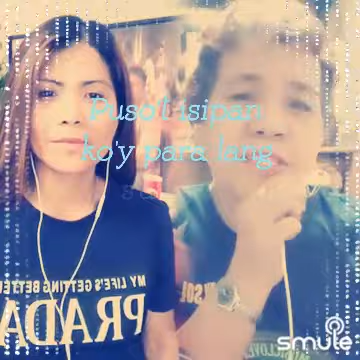 Puso't isipan
ko'y para lang
MY LIFE'S GETTING BETTER
PRADA
smule